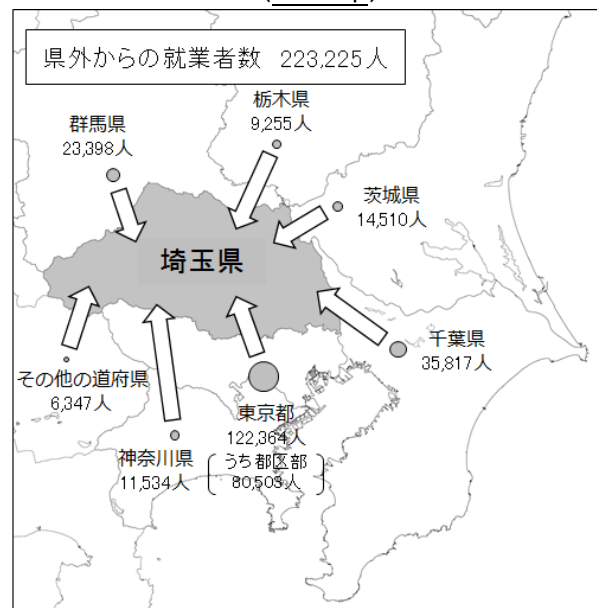 県外からの就業者数 223,225人
栃木県
9,255人
群馬県
23,398人
茨城県
14,510人
埼玉県
千葉県
35,817人
その他の道府県
6,347人
東京都
122,364人
うち都区部
80,503人
神奈川県
11,534人